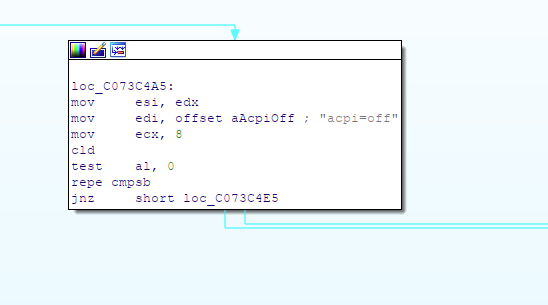 loc_C073C4A5:
mov     esi, edx
mov     edi, offset aAcpiOff ; "acpi=off"
mov     ecx, 8
cld
test    al, 0
repe cmpsb
jnz     short loc_C073C4E5